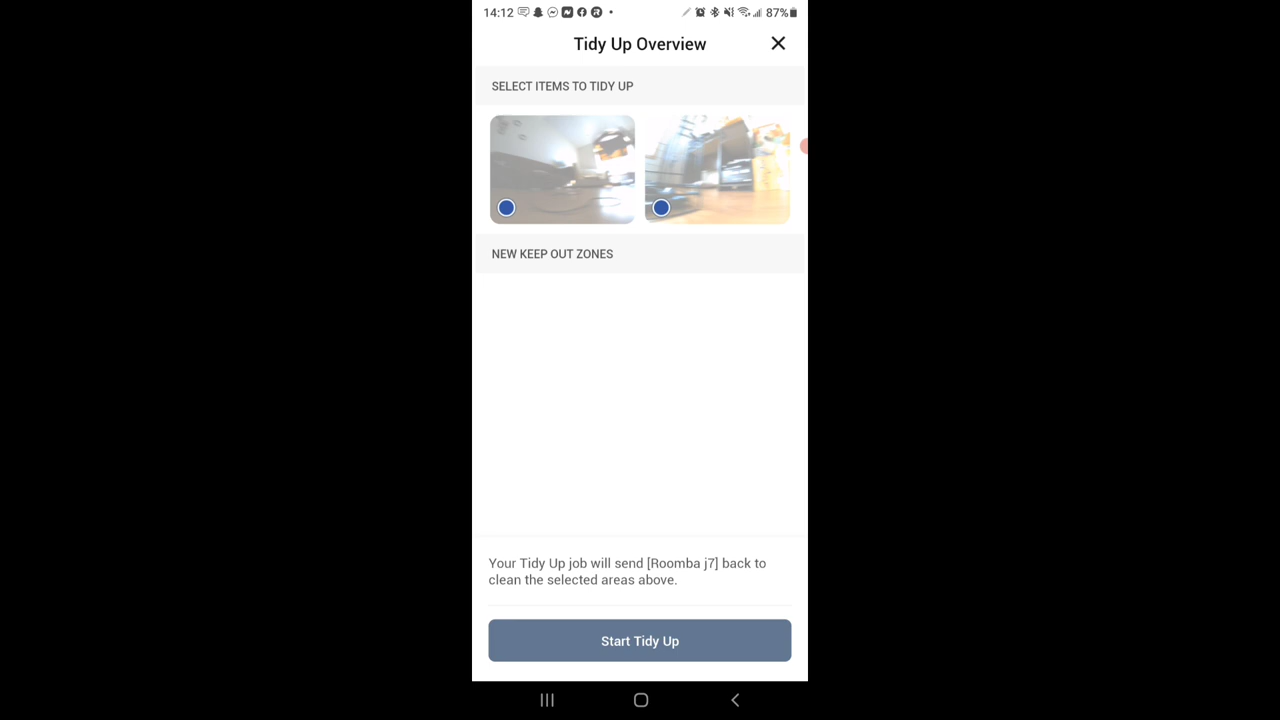 14:12
87%
Tidy Up Overview
SELECT ITEMS TO TIDY UP
NEW KEEP OUT ZONES
Your Tidy Up job will send [Roomba j7] back to
clean the selected areas above.
Start Tidy Up